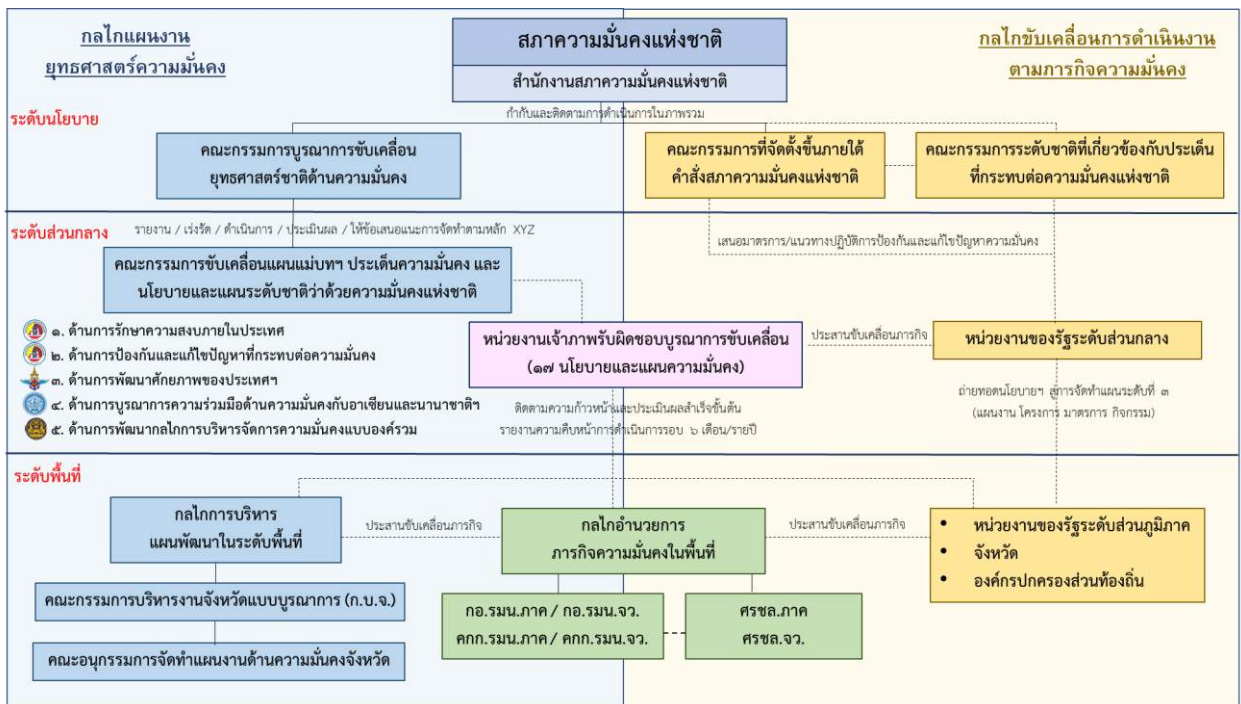 กลไกแผนงาน
ยุทธศาสตร์ความมั่นคง
สภาความมั่นคงแห่งชาติ
สำนักงานสภาความมั่นคงแห่งชาติ
กลไกขับเคลื่อนการดำเนินงาน
ตามภารกิจความมั่นคง
ระดับนโยบาย
กำกับและติดตามการดำเนินการในภาพรวม
คณะกรรมการบูรณาการขับเคลื่อน
ยุทธศาสตร์ชาติด้านความมั่นคง
คณะกรรมการที่จัดตั้งขึ้นภายใต้
คำสั่งสภาความมั่นคงแห่งชาติ
คณะกรรมการระดับชาติที่เกี่ยวข้องกับประเด็น
ที่กระทบต่อความมั่นคงแห่งชาติ
ระดับส่วนกลาง
รายงาน / เร่งรัด / ดำเนินการ / ประเมินผล / ให้ข้อเสนอแนะการจัดทำตามหลัก XYZ
เสนอมาตรการ/แนวทางปฏิบัติการป้องกันและแก้ไขปัญหาความมั่นคง
คณะกรรมการขับเคลื่อนแผนแม่บทฯ ประเด็นความมั่นคง และ
นโยบายและแผนระดับชาติว่าด้วยความมั่นคงแห่งชาติ
๑. ด้านการรักษาความสงบภายในประเทศ
๒. ด้านการป้องกันและแก้ไขปัญหาที่กระทบต่อความมั่นคง
๓. ด้านการพัฒนาศักยภาพของประเทศฯ
๔. ด้านการบูรณาการความร่วมมือด้านความมั่นคงกับอาเซียนและนานาชาติฯ
๕. ด้านการพัฒนากลไกการบริหารจัดการความมั่นคงแบบองค์รวม
หน่วยงานเจ้าภาพรับผิดชอบบูรณาการขับเคลื่อน
(๑๗ นโยบายและแผนความมั่นคง)
ประสานขับเคลื่อนภารกิจ
หน่วยงานของรัฐระดับส่วนกลาง
ติดตามความก้าวหน้าและประเมินผลสำเร็จขั้นต้น
รายงานความคืบหน้าการดำเนินการรอบ ๖ เดือน/รายปี
ถ่ายทอดนโยบายฯ สู่การจัดทำแผนระดับที่ ๓
(แผนงาน โครงการ มาตรการ กิจกรรม)
ระดับพื้นที่
กลไกการบริหาร
แผนพัฒนาในระดับพื้นที่
ประสานขับเคลื่อนภารกิจ
กลไกอำนวยการ
ภารกิจความมั่นคงในพื้นที่
ประสานขับเคลื่อนภารกิจ
• หน่วยงานของรัฐระดับส่วนภูมิภาค
• จังหวัด
• องค์กรปกครองส่วนท้องถิ่น
คณะกรรมการบริหารงานจังหวัดแบบบูรณาการ (ก.บ.จ.)
คณะอนุกรรมการจัดทำแผนงานด้านความมั่นคงจังหวัด
กอ.รมน.ภาค / กอ.รมน.จว.
คกก.รมน.ภาค / คกก.รมน.จว.
ศรชล.ภาค
ศรชล.จว.